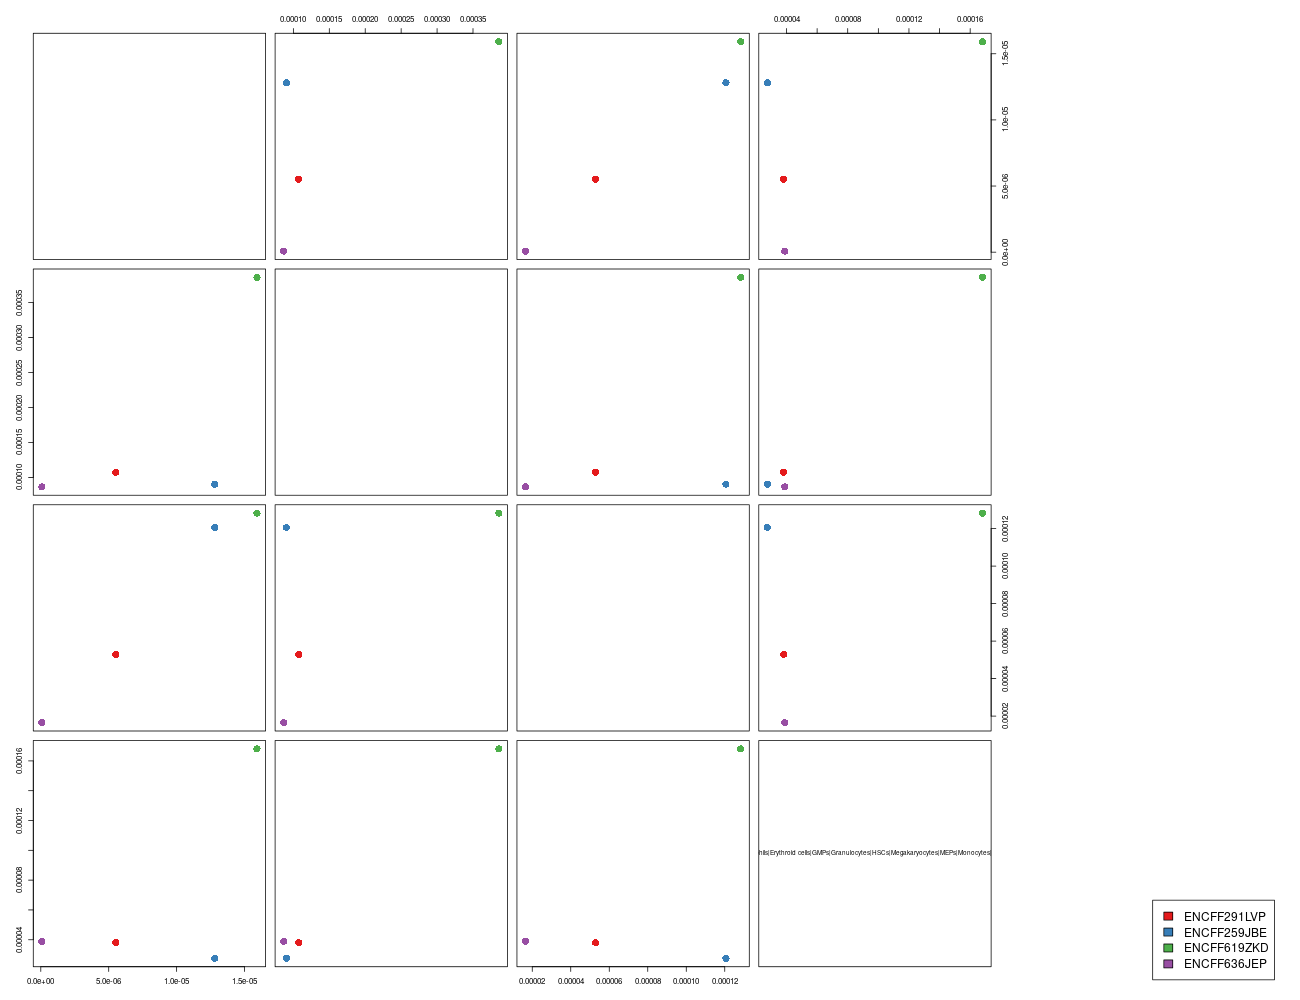 0.00010 0.00015 0.00020 0.00025 0.00030 0.00035
0.00004 0.00008 0.00012 0.00016
0.0e+00 5.0e-06 1.0e-05 1.5e-05
0.00010 0.00015 0.00020 0.00025 0.00030 0.00035
0.00002 0.00004 0.00006 0.00008 0.00010 0.00012
0.00004 0.00008 0.00012 0.00016
hils|Erythroid cells|GMPs|Granulocytes|HSCs|Megakaryocytes|MEPs|Monocytes|
0.0e+00 5.0e-06 1.0e-05 1.5e-05
0.00002 0.00004 0.00006 0.00008 0.00010 0.00012
ENCFF291LVP
ENCFF259JBE
ENCFF619ZKD
ENCFF636JEP